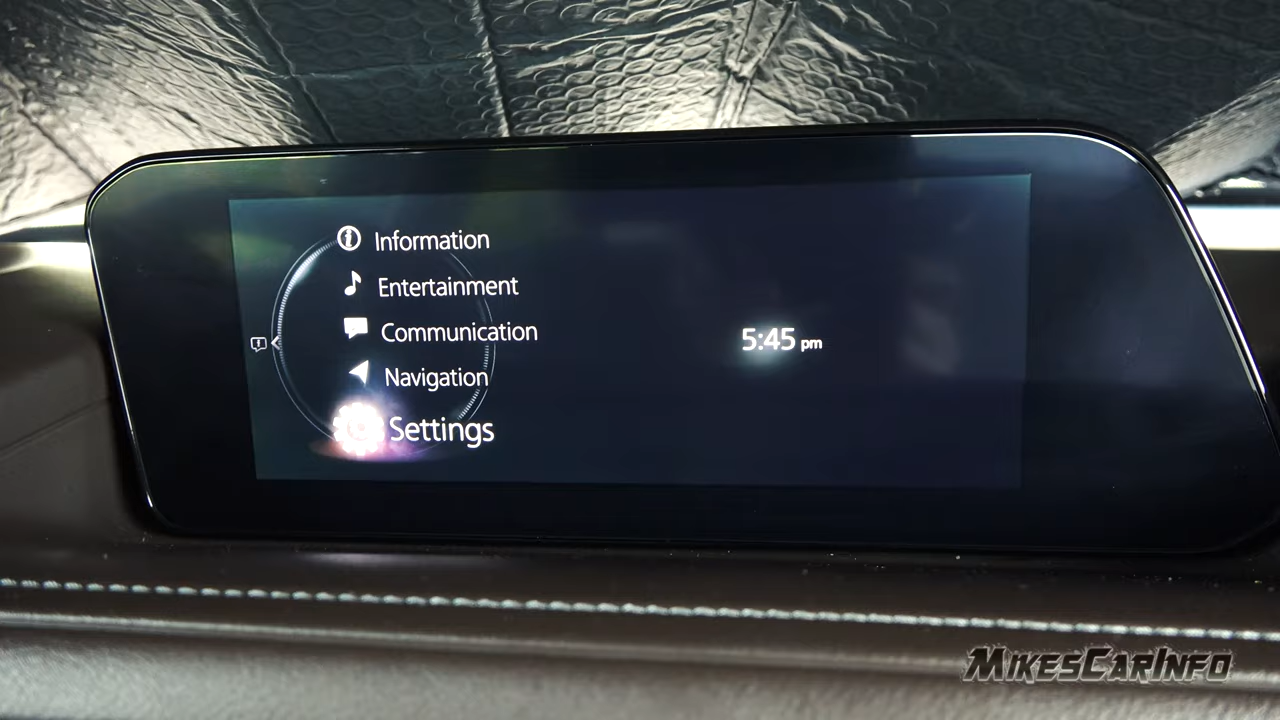 Information
Entertainment
Communication
Navigation
Settings
5:45 pm
MIKESCARINFO